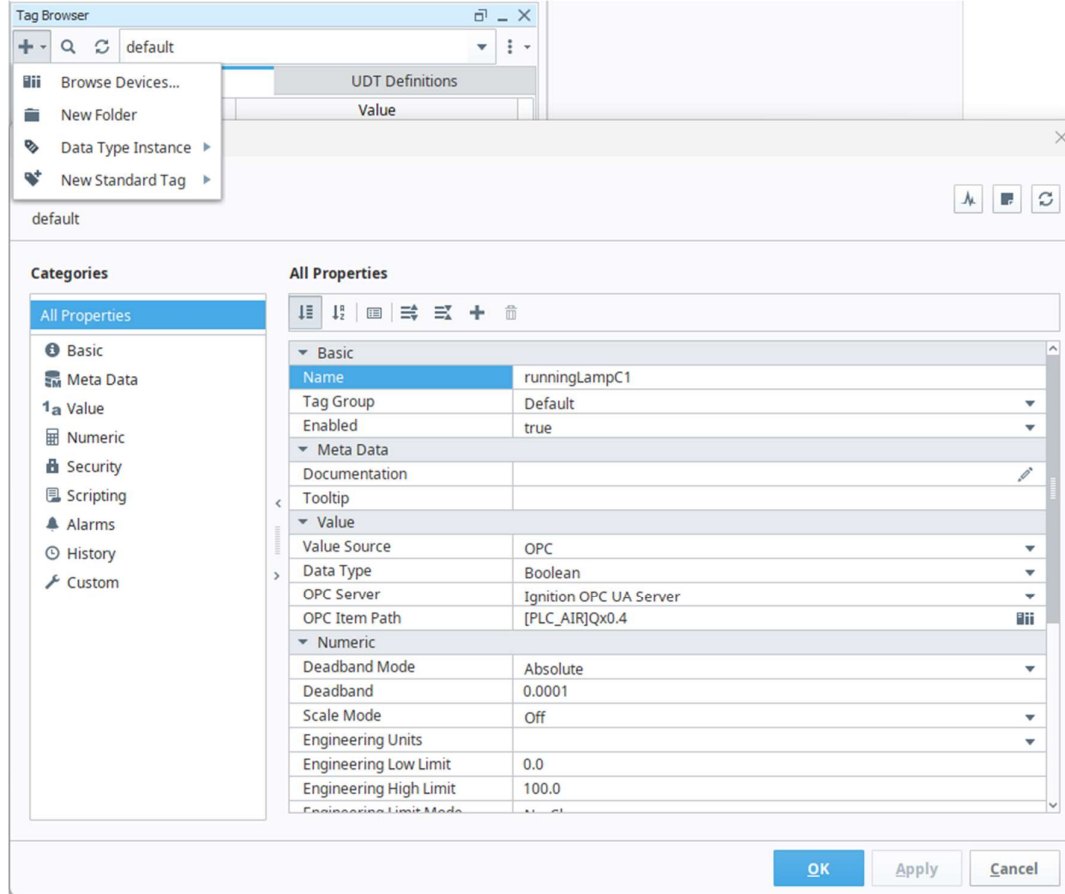 Tag Browser
default
Browse Devices...
UDT Definitions
New Folder
Value
Data Type Instance
New Standard Tag
default
Categories
All Properties
All Properties
Basic
Meta Data
1a Value
Numeric
Security
Scripting
Alarms
History
Custom
Basic
Name runningLampC1
Tag Group Default
Enabled true
Meta Data
Documentation
Tooltip
Value
Value Source OPC
Data Type Boolean
OPC Server Ignition OPC UA Server
OPC Item Path [PLC_AIR]Qx0.4
Numeric
Deadband Mode Absolute
Deadband 0.0001
Scale Mode Off
Engineering Units
Engineering Low Limit 0.0
Engineering High Limit 100.0
Engineering Limit Mode
OK Apply Cancel